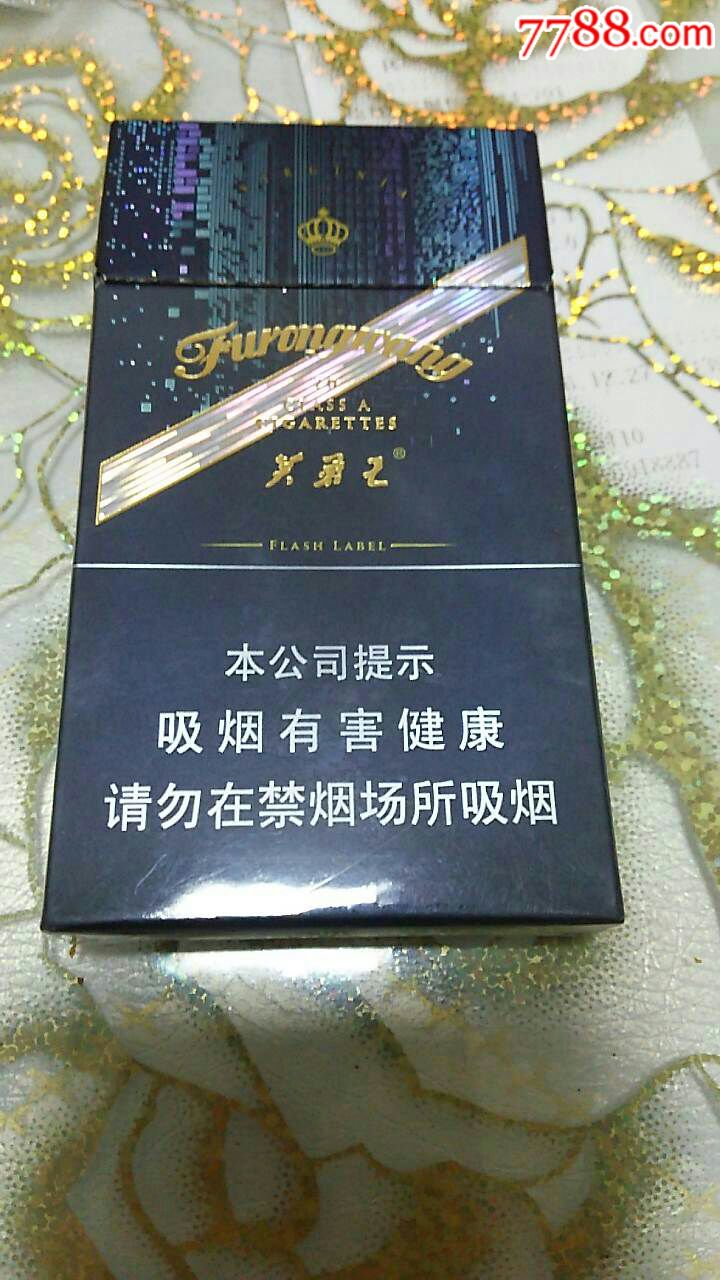 7788.com
Furongwang
20
CLASS A
CIGARETTES
芙蓉王®
FLASH LABEL
本公司提示
吸烟有害健康
请勿在禁烟场所吸烟